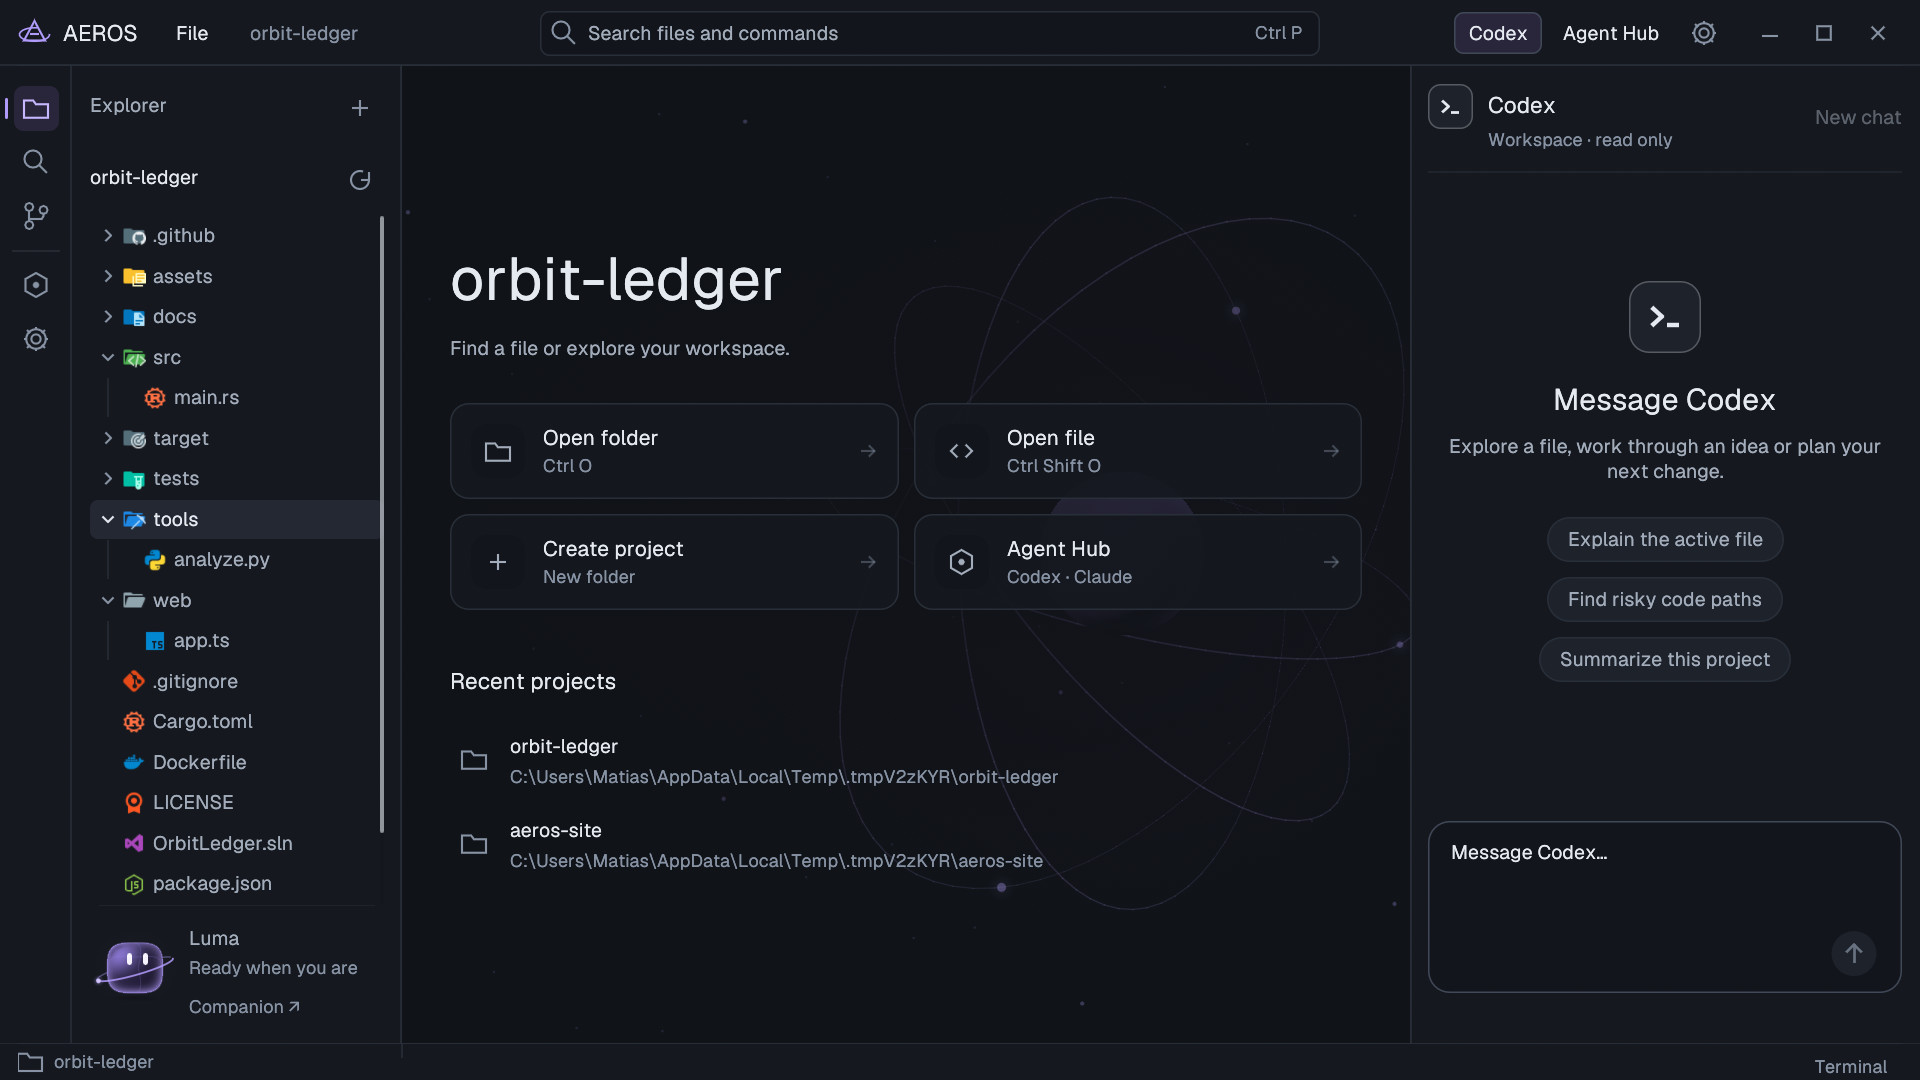 AEROS
File
orbit-ledger
Search files and commands
Ctrl P
Codex
Agent Hub
Explorer
orbit-ledger
.github
assets
docs
src
main.rs
target
tests
tools
analyze.py
web
app.ts
.gitignore
Cargo.toml
Dockerfile
LICENSE
OrbitLedger.sln
package.json
Luma
Ready when you are
Companion
orbit-ledger
Find a file or explore your workspace.
Open folder
Ctrl O
Open file
Ctrl Shift O
Create project
New folder
Agent Hub
Codex · Claude
Recent projects
orbit-ledger
C:\Users\Matias\AppData\Local\Temp\.tmpV2zKYR\orbit-ledger
aeros-site
C:\Users\Matias\AppData\Local\Temp\.tmpV2zKYR\aeros-site
Codex
Workspace · read only
New chat
Message Codex
Explore a file, work through an idea or plan your
next change.
Explain the active file
Find risky code paths
Summarize this project
Message Codex...
orbit-ledger
Terminal